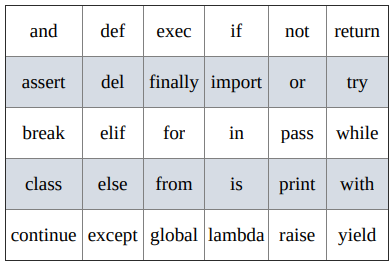 and def exec if not return
assert del finally import or try
break elif for in pass while
class else from is print with
continue except global lambda raise yield